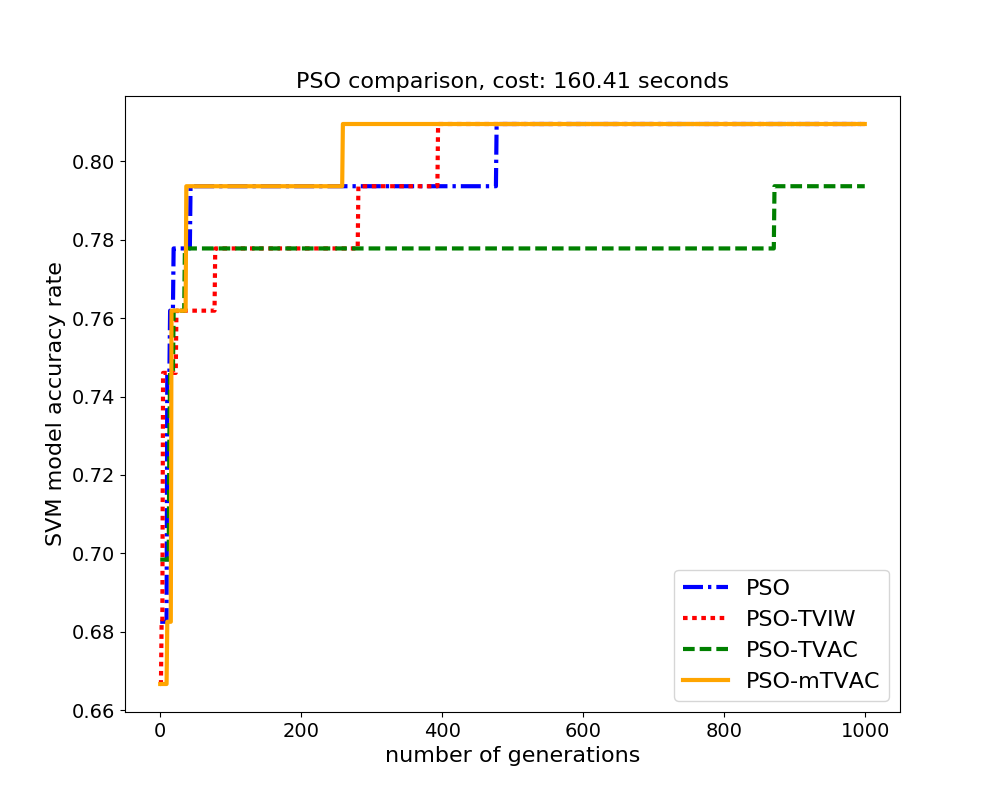 PSO comparison, cost: 160.41 seconds
SVM model accuracy rate
0.80
0.78
0.76
0.74
0.72
0.70
0.68
0.66
0 200 400 600 800 1000
number of generations
PSO
PSO-TVIW
PSO-TVAC
PSO-mTVAC